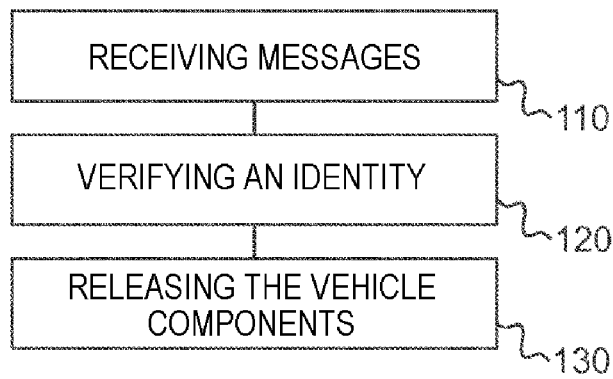 RECEIVING MESSAGES
110
VERIFYING AN IDENTITY
120
RELEASING THE VEHICLE
COMPONENTS
130